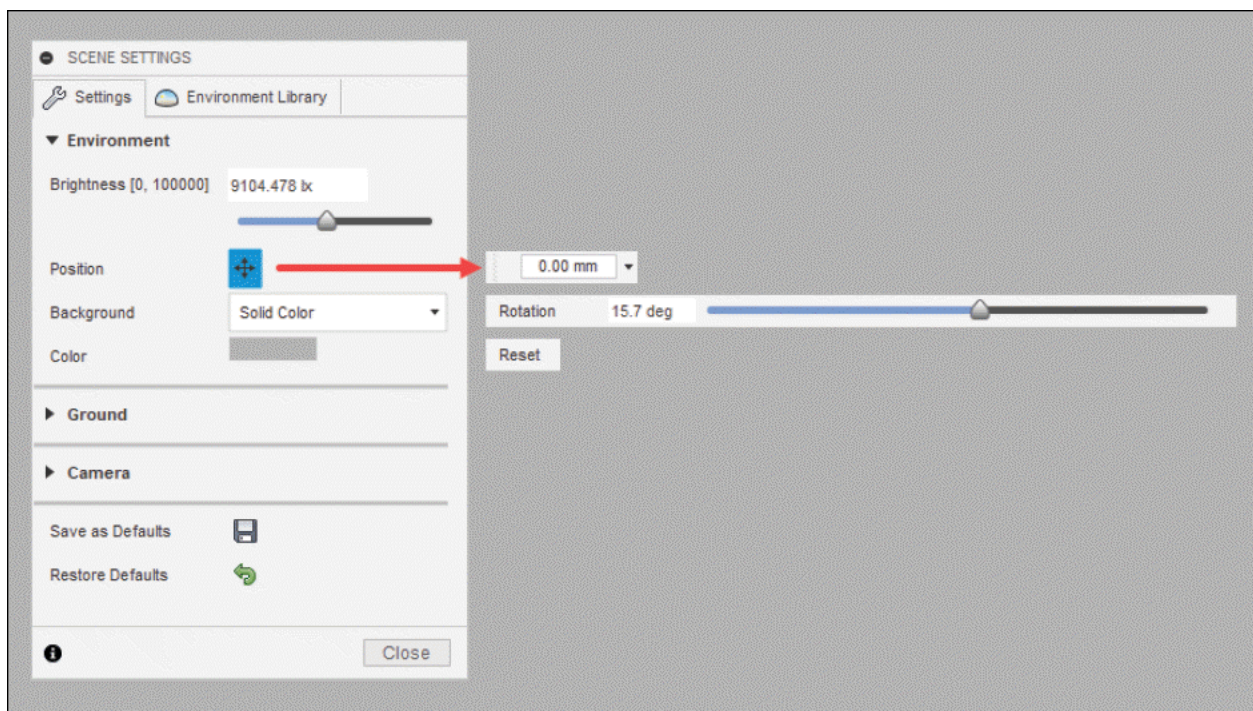 SCENE SETTINGS
Settings
Environment Library
Environment
Brightness [0, 100000]
9104.478 lx
Position
0.00 mm
Background
Solid Color
Rotation
15.7 deg
Color
Reset
Ground
Camera
Save as Defaults
Restore Defaults
Close